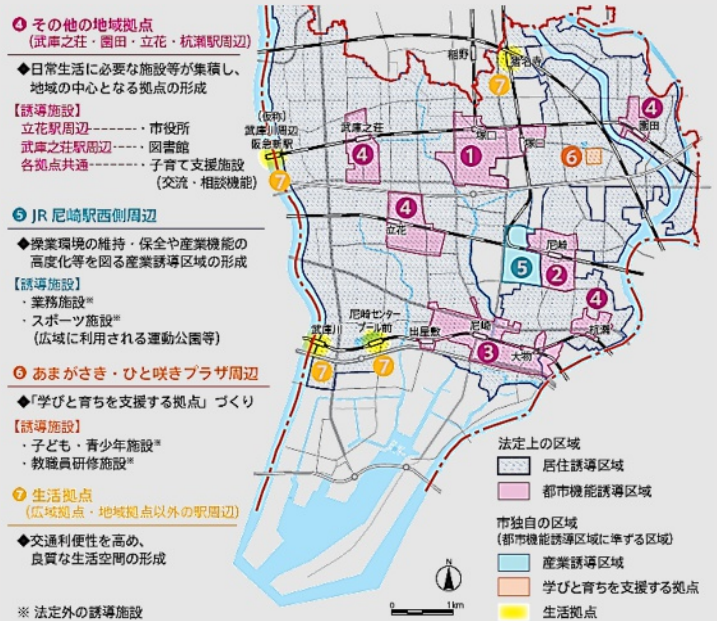 ④ その他の地域拠点
(武庫之荘・園田・立花・杭瀬駅周辺)
◆日常生活に必要な施設等が集積し、
地域の中心となる拠点の形成
【誘導施設】
立花駅周辺---------・市役所
武庫之荘駅周辺----・図書館
各拠点共通--------・子育て支援施設
(交流・相談機能)
⑤ JR 尼崎駅西側周辺
◆操業環境の維持・保全や産業機能の
高度化等を図る産業誘導区域の形成
【誘導施設】
・業務施設※
・スポーツ施設※
(広域に利用される運動公園等)
⑥ あまがさき・ひと咲きプラザ周辺
◆「学びと育ちを支援する拠点」づくり
【誘導施設】
・子ども・青少年施設※
・教職員研修施設※
⑦ 生活拠点
(広域拠点・地域拠点以外の駅周辺)
◆交通利便性を高め、
良質な生活空間の形成
※ 法定外の誘導施設
稲野
猪名寺
⑦
(仮称)
武庫川周辺
阪急新駅
⑦
武庫之荘
④
塚口
①
塚口
⑥
④
園田
④
立花
⑤
尼崎
②
④
杭瀬
武庫川
⑦
尼崎センター
プール前
⑦
出屋敷
尼崎
③
大物
法定上の区域
居住誘導区域
都市機能誘導区域
市独自の区域
(都市機能誘導区域に準ずる区域)
産業誘導区域
学びと育ちを支援する拠点
生活拠点
N
0 1km